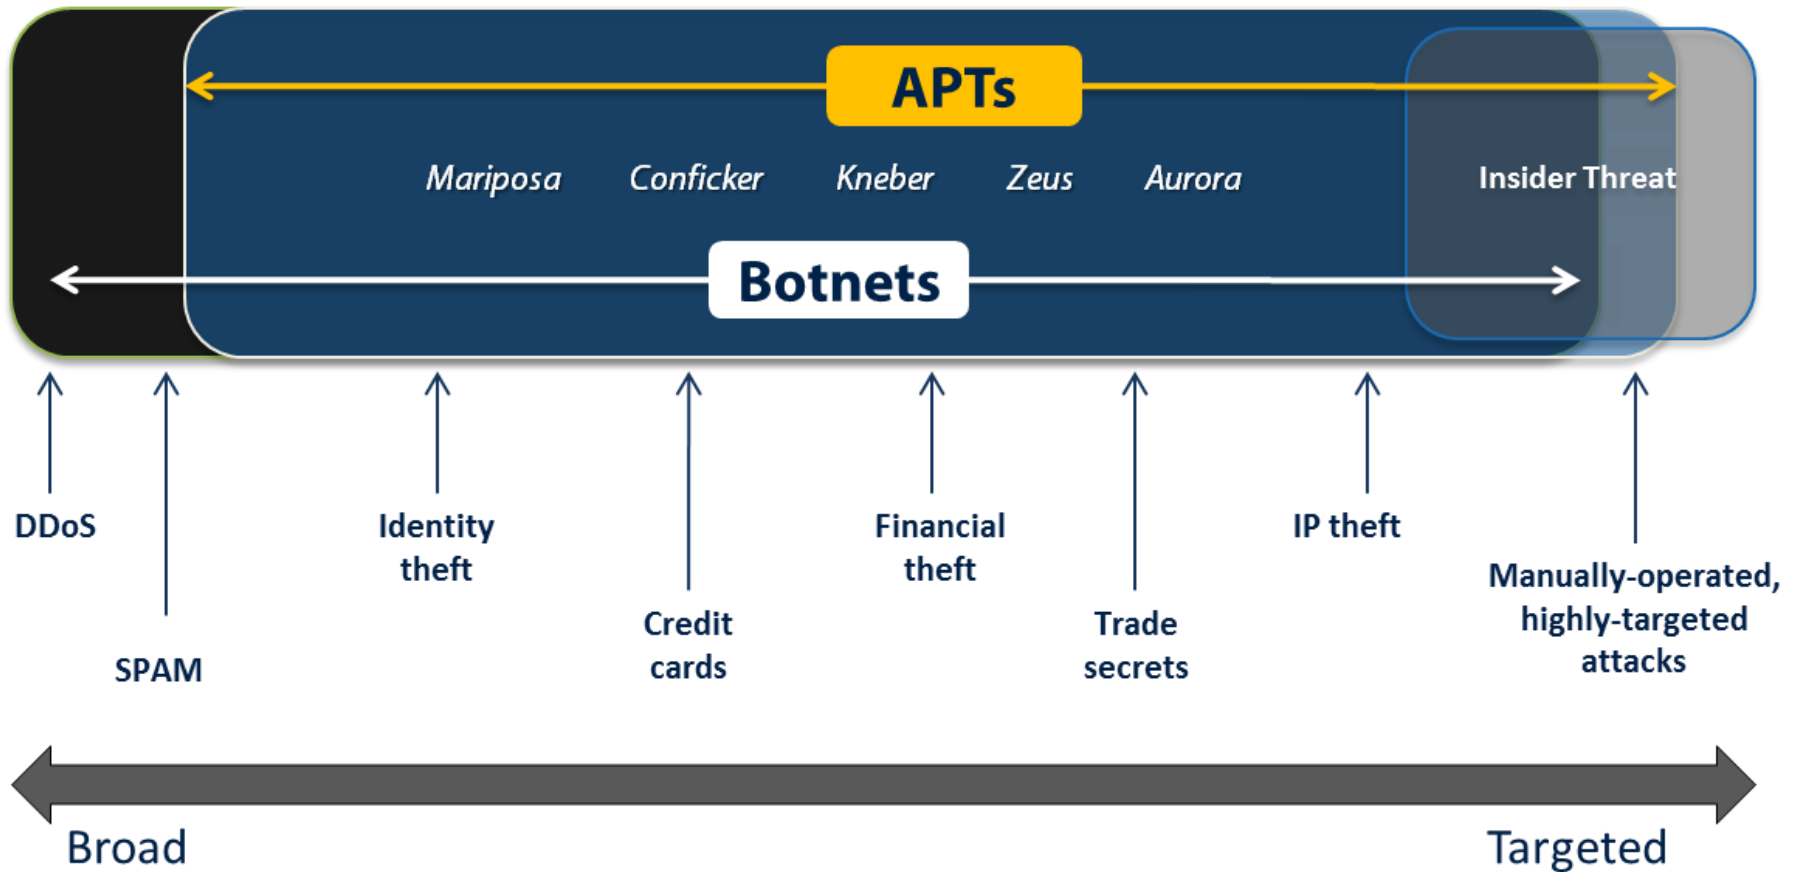 APTs
Mariposa Conficker Kneber Zeus Aurora Insider Threat
Botnets
DDoS
SPAM
Identity
theft
Credit
cards
Financial
theft
Trade
secrets
IP theft
Manually-operated,
highly-targeted
attacks
Broad Targeted